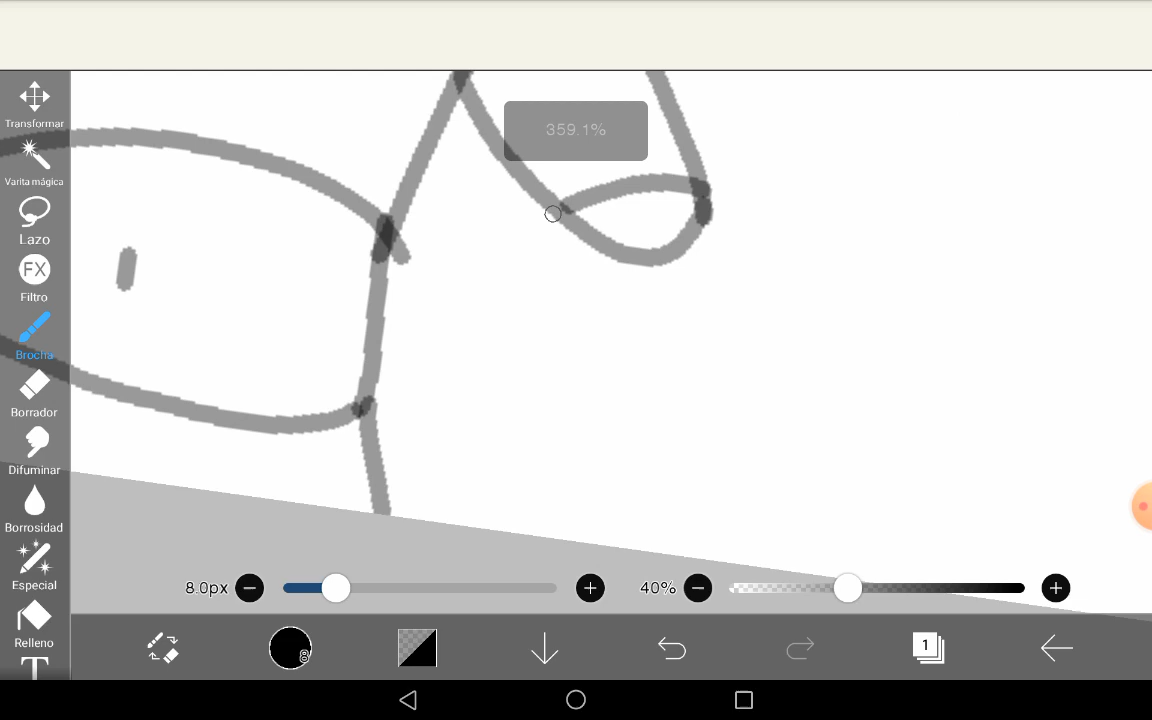 359.1%
Transformar
Varita mágica
Lazo
FX
Filtro
Brocha
Borrador
Difuminar
Borrosidad
Especial
Relleno
T
8.0px
40%
8
1